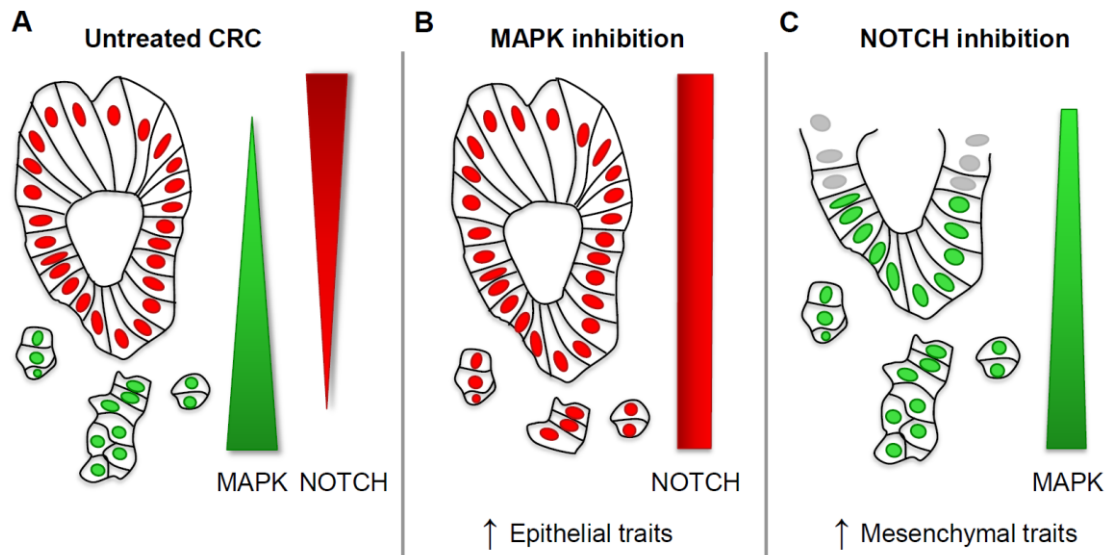 A
Untreated CRC
MAPK
NOTCH
B
MAPK inhibition
NOTCH
↑ Epithelial traits
C
NOTCH inhibition
MAPK
↑ Mesenchymal traits